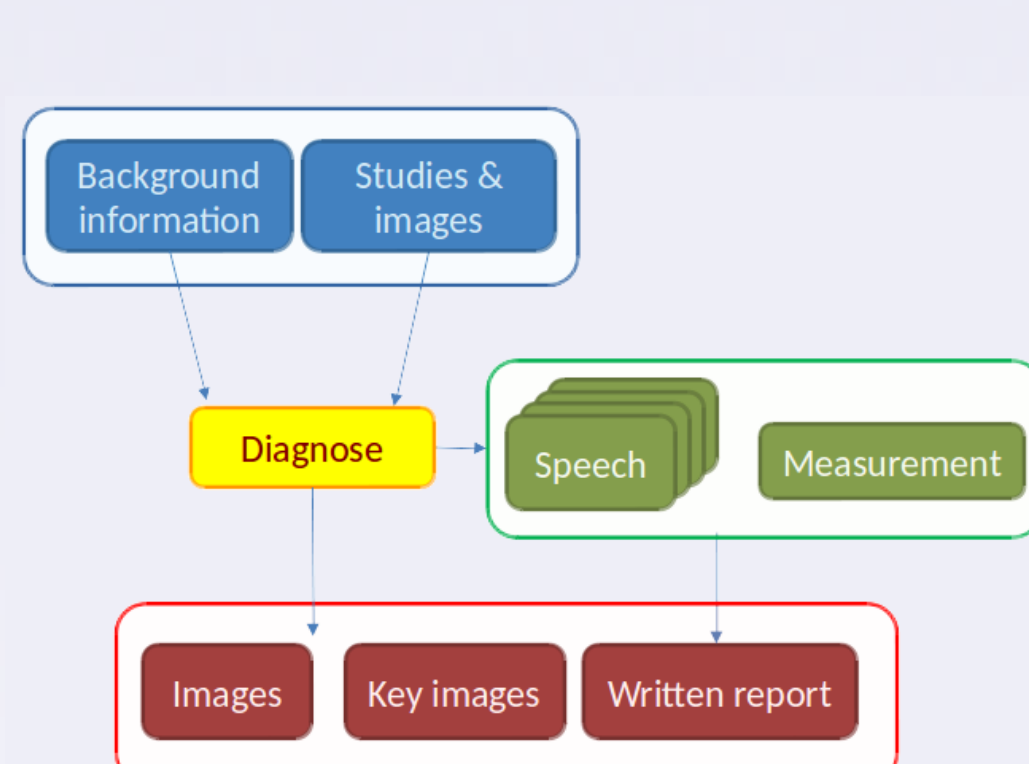 Background
information
Studies &
images
Diagnose
Speech
Measurement
Images
Key images
Written report